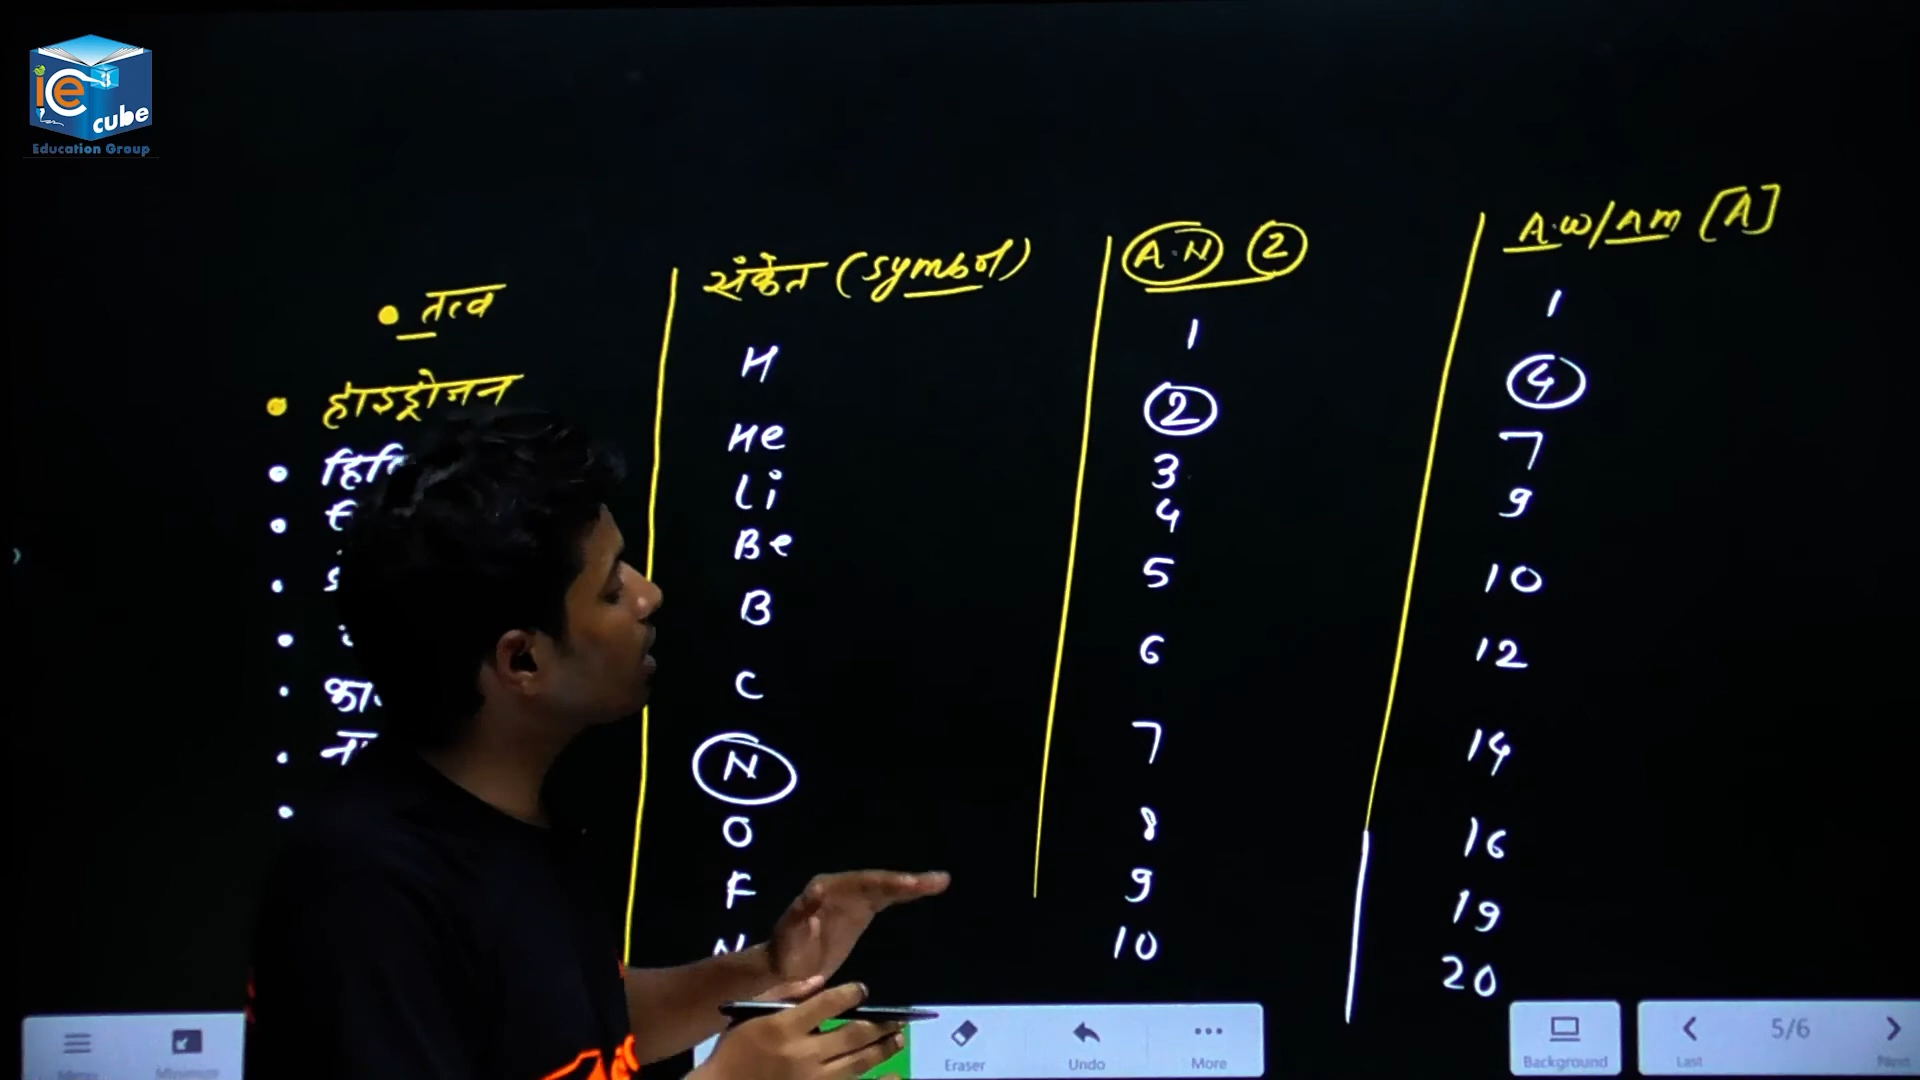 ice cube
Education Group
• तत्व संकेत (symbol) A.N 2 A.W/Am [A]
• हाइड्रोजन H 1 1
• He 2 4
• Li 3 7
• Be 4 9
• B 5 10
• C 6 12
• N 7 14
• O 8 16
F 9 19
10 20
Eraser Undo More Background Last 5/6 Next